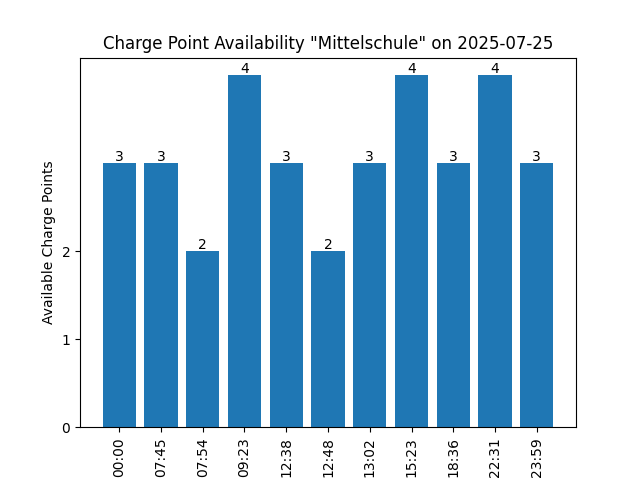 Charge Point Availability "Mittelschule" on 2025-07-25
4 4 4
3 3 3 3 3 3
2 2
Available Charge Points
2
1
0
00:00 07:45 07:54 09:23 12:38 12:48 13:02 15:23 18:36 22:31 23:59